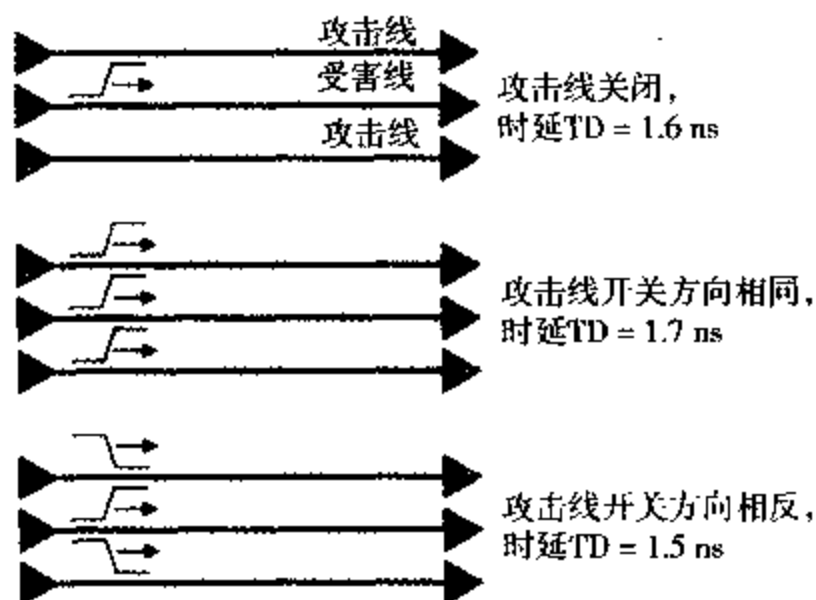 攻击线
受害线
攻击线
攻击线关闭，
时延TD = 1.6 ns
攻击线开关方向相同，
时延TD = 1.7 ns
攻击线开关方向相反，
时延TD = 1.5 ns